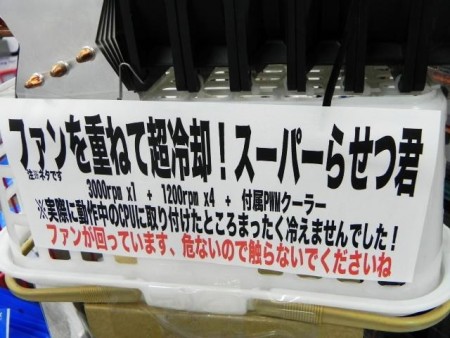 ファンを重ねて超冷却！スーパーらせつ君
注※ネタです
3000rpm x1 + 1200rpm x4 + 付属PWMクーラー
※実際に動作中のCPUに取り付けたところまったく冷えませんでした！
ファンが回っています、危ないので触らないでくださいね